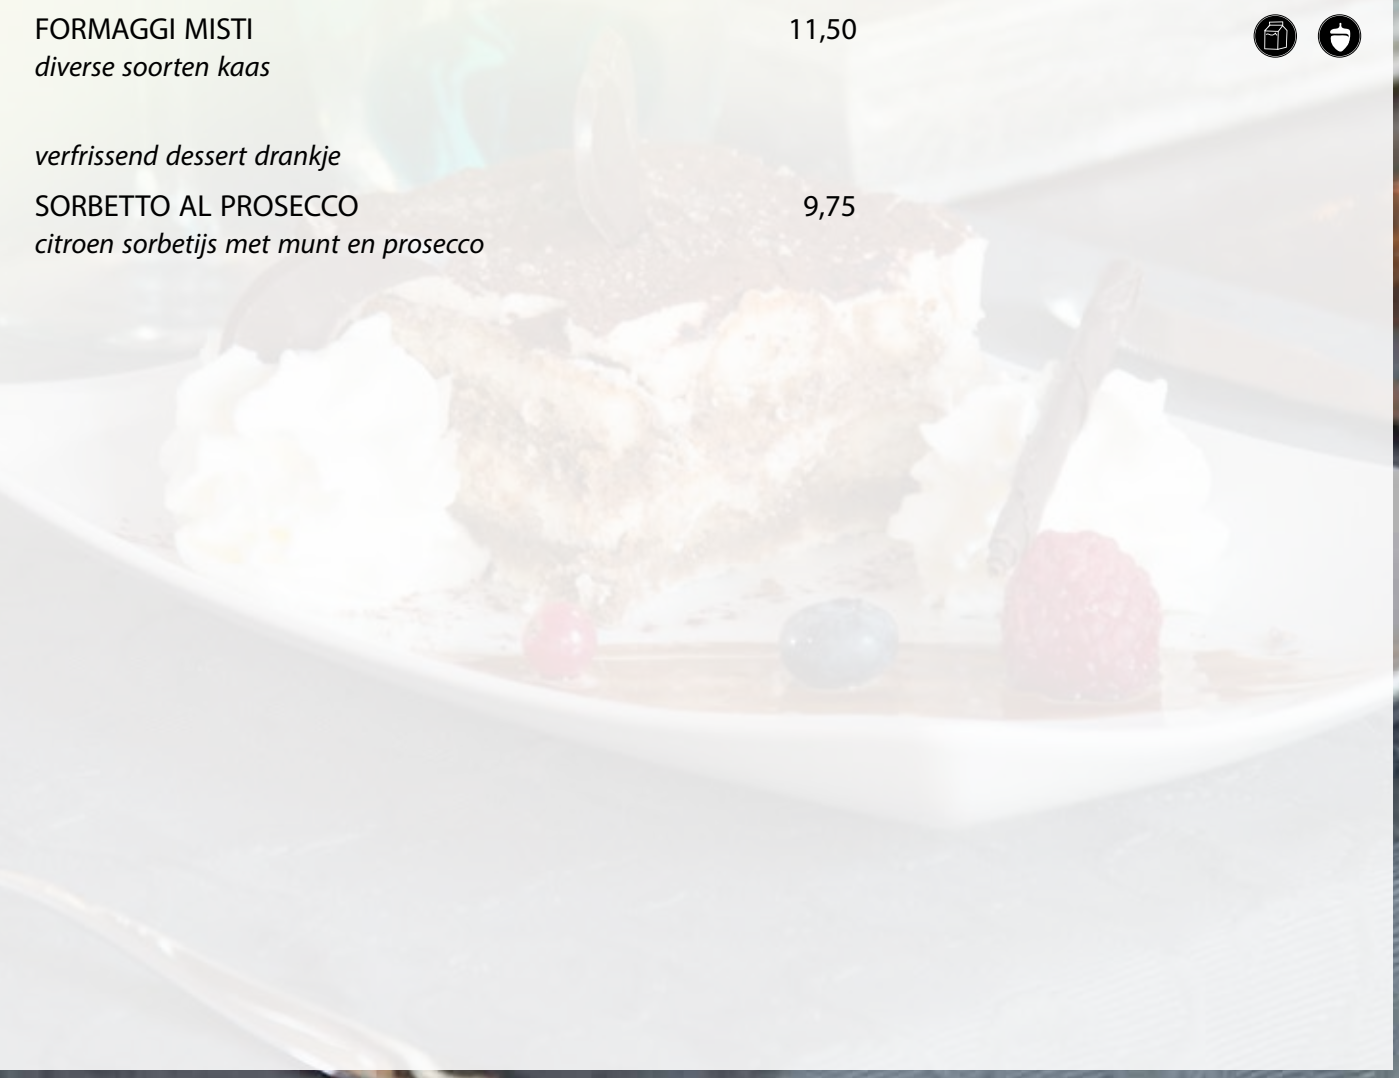 FORMAGGI MISTI 11,50
diverse soorten kaas
verfrissend dessert drankje
SORBETTO AL PROSECCO 9,75
citroen sorbetijs met munt en prosecco